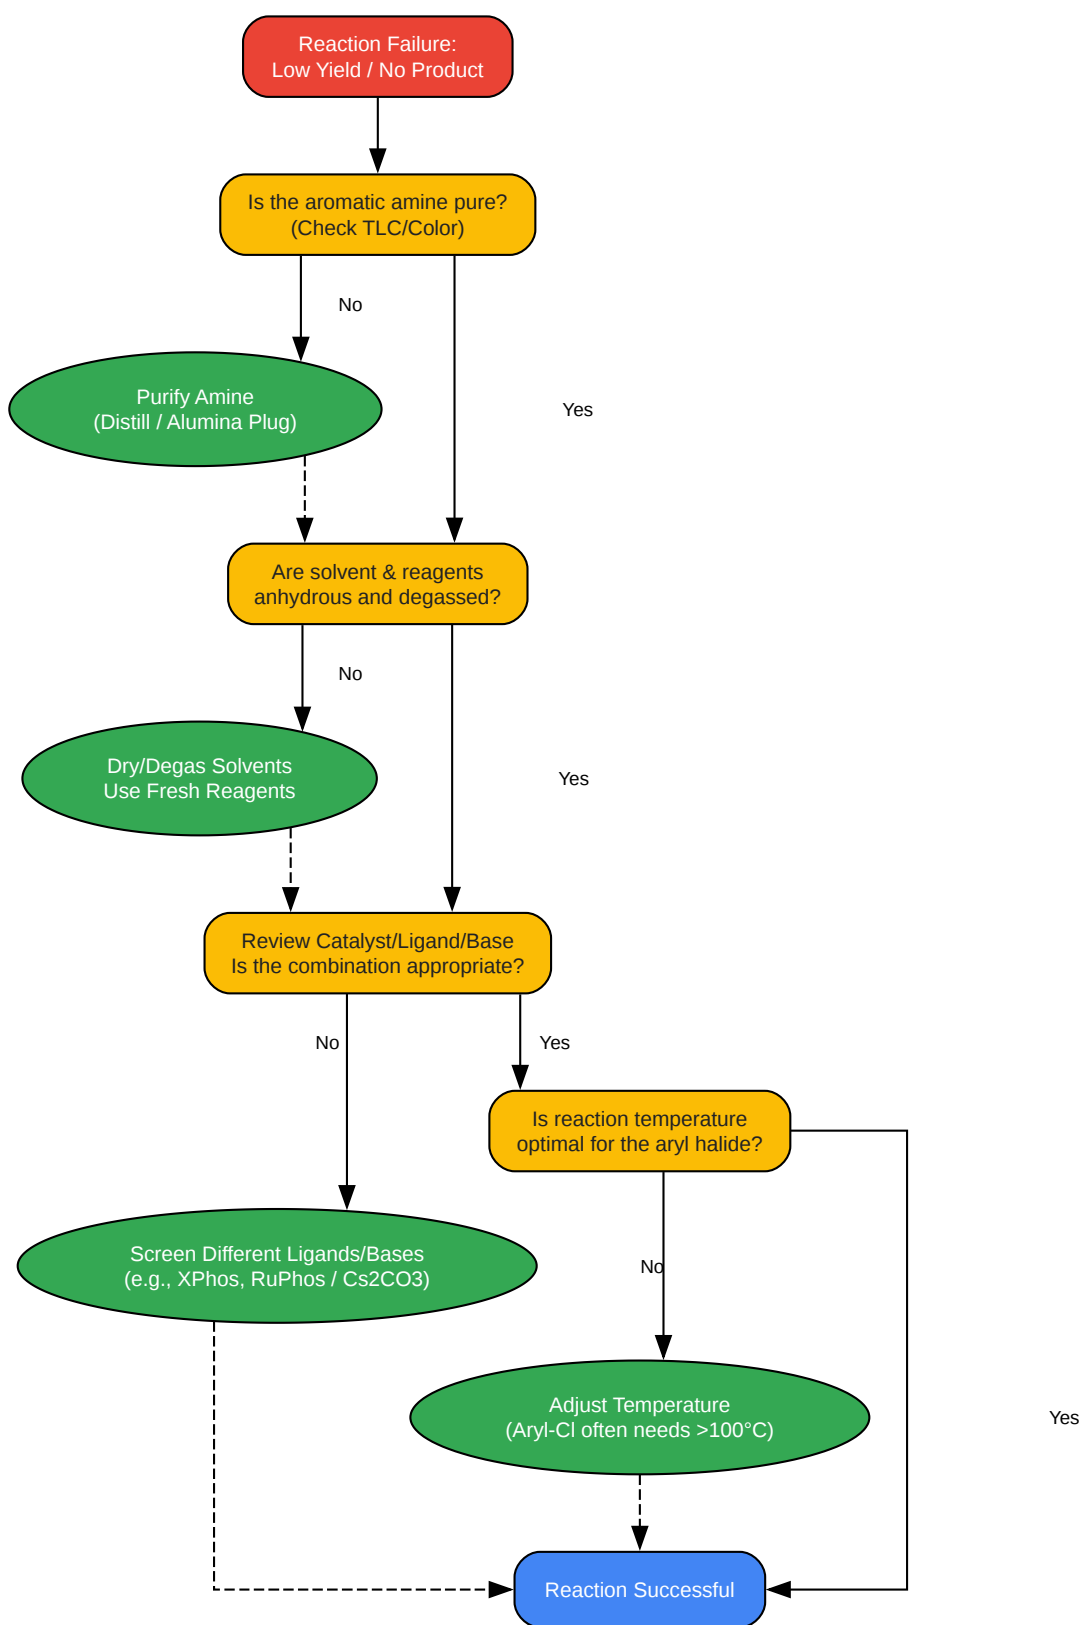 Reaction Failure:
Low Yield / No Product
Is the aromatic amine pure?
(Check TLC/Color)
No
Purify Amine
(Distill / Alumina Plug)
Yes
Are solvent & reagents
anhydrous and degassed?
No
Dry/Degas Solvents
Use Fresh Reagents
Yes
Review Catalyst/Ligand/Base
Is the combination appropriate?
No
Yes
Is reaction temperature
optimal for the aryl halide?
Screen Different Ligands/Bases
(e.g., XPhos, RuPhos / Cs2CO3)
No
Adjust Temperature
(Aryl-Cl often needs >100°C)
Yes
Reaction Successful